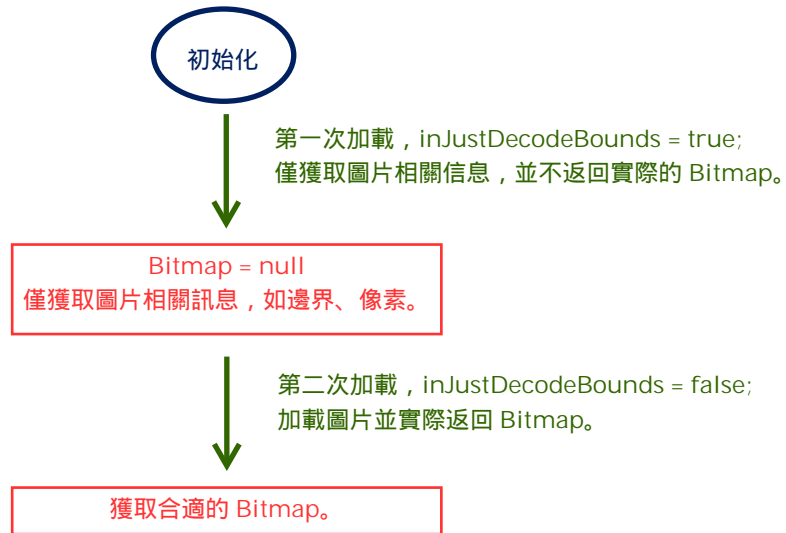 初始化
第一次加載，inJustDecodeBounds = true;
僅獲取圖片相關信息，並不返回實際的 Bitmap。
Bitmap = null
僅獲取圖片相關訊息，如邊界、像素。
第二次加載，inJustDecodeBounds = false;
加載圖片並實際返回 Bitmap。
獲取合適的 Bitmap。